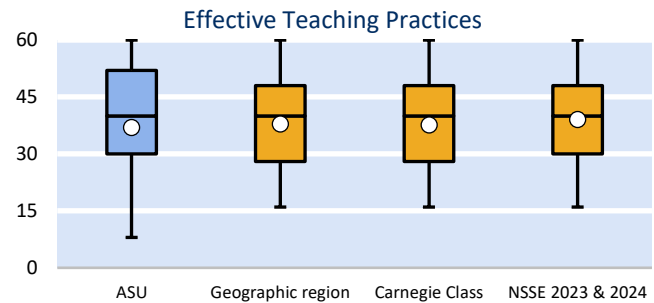 Effective Teaching Practices
60
45
30
15
0
ASU Geographic region Carnegie Class NSSE 2023 & 2024